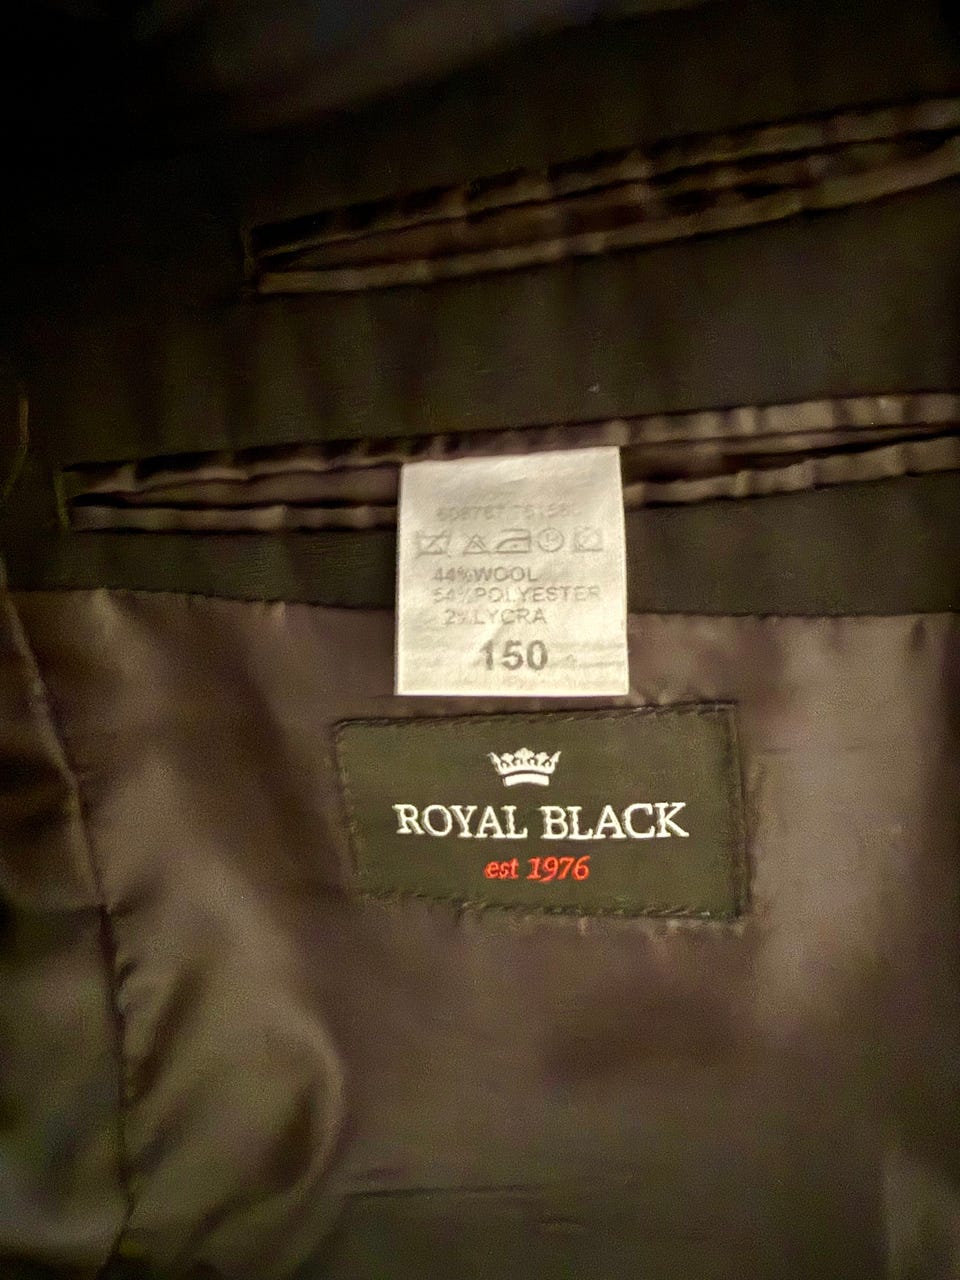 44%WOOL
54%POLYESTER
2%LYCRA
150
ROYAL BLACK
est 1976